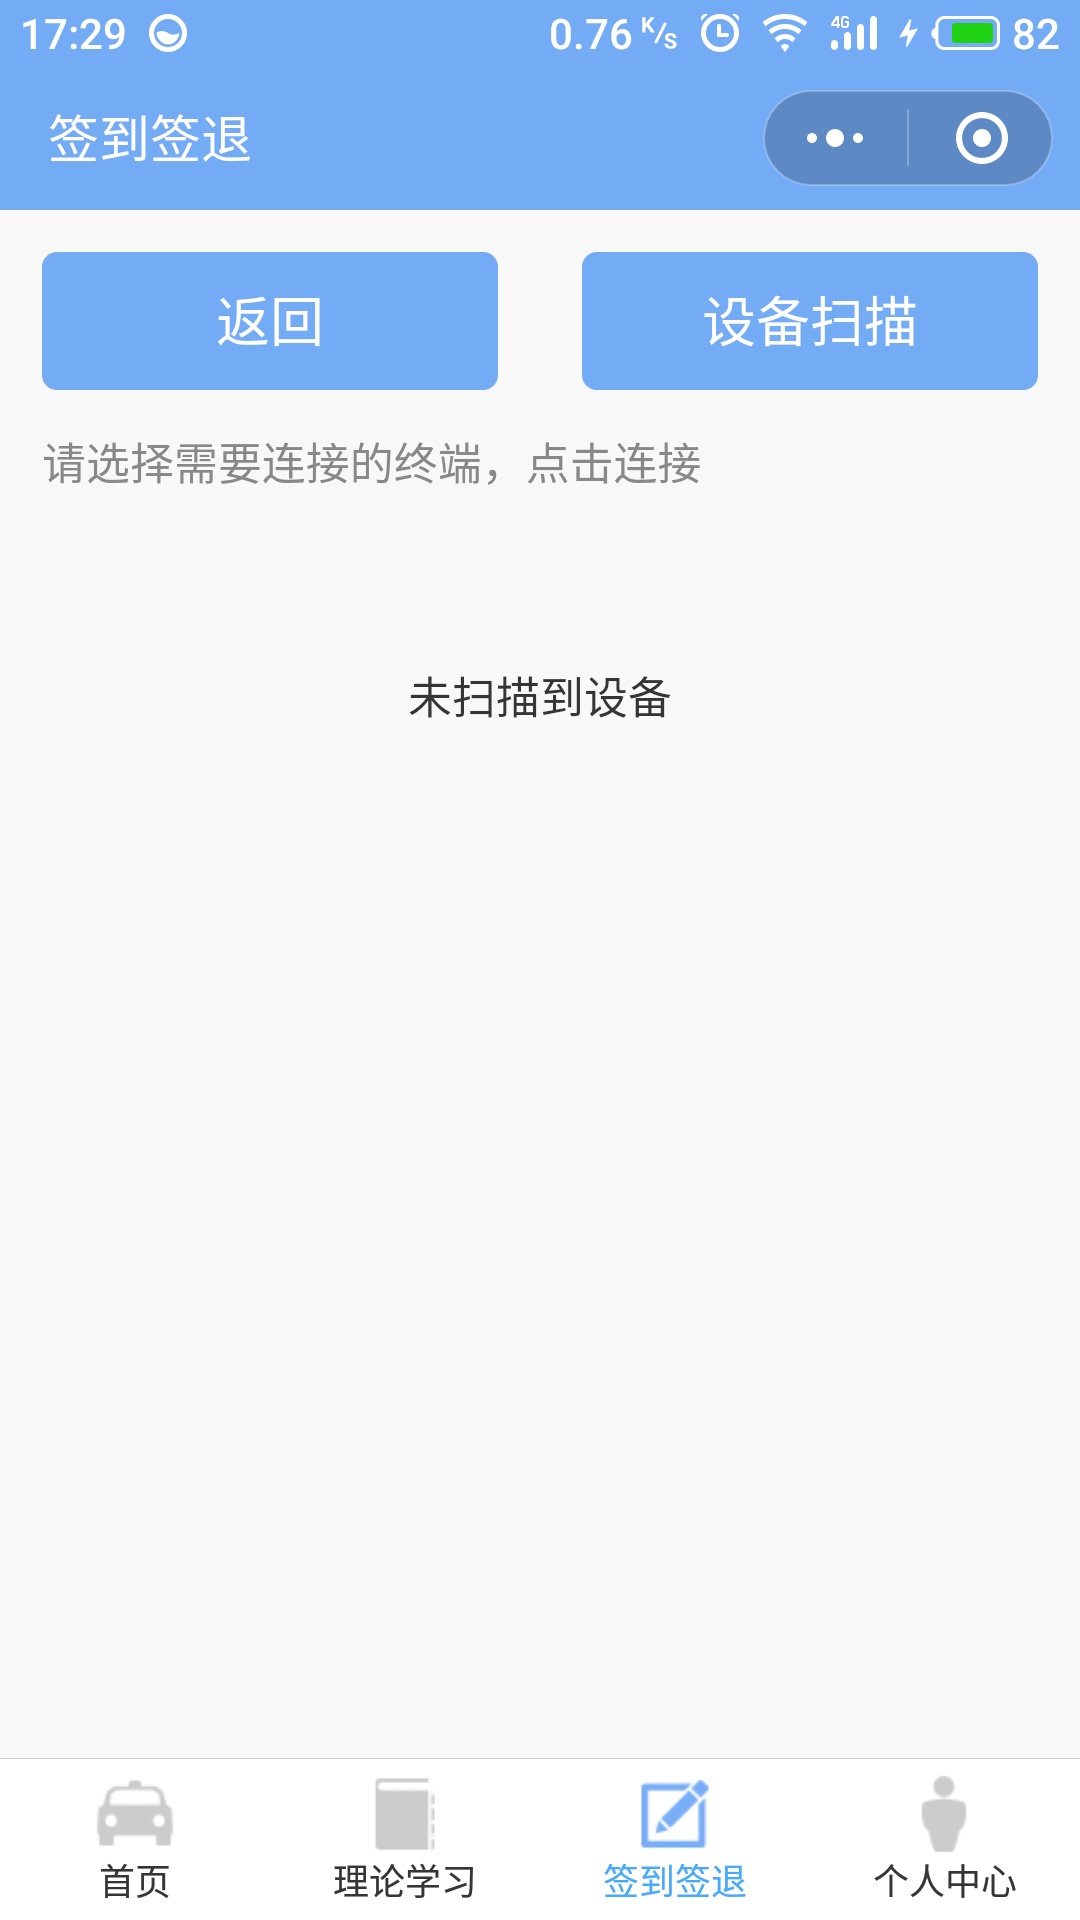 17:29 0.76 K/s 4G 82
签到签退
返回 设备扫描
请选择需要连接的终端，点击连接
未扫描到设备
首页 理论学习 签到签退 个人中心